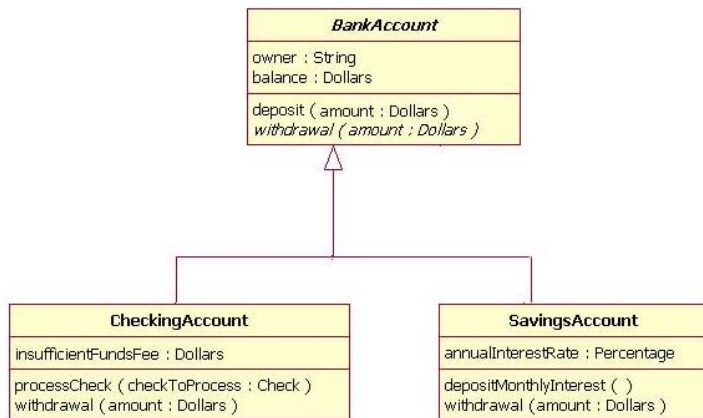 BankAccount
owner : String
balance : Dollars
deposit ( amount : Dollars )
withdrawal ( amount : Dollars )
CheckingAccount
insufficientFundsFee : Dollars
processCheck ( checkToProcess : Check )
withdrawal ( amount : Dollars )
SavingsAccount
annualInterestRate : Percentage
depositMonthlyInterest ( )
withdrawal ( amount : Dollars )